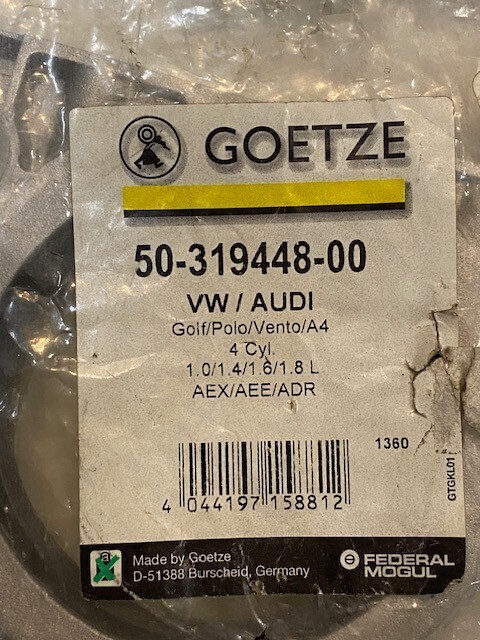 GOETZE
50-319448-00
VW / AUDI
Golf/Polo/Vento/A4
4 Cyl.
1.0/1.4/1.6/1.8 L
AEX/AEE/ADR
1360
GTGKL01
4 044197 158812
a
Made by Goetze
D-51388 Burscheid, Germany
FEDERAL
MOGUL